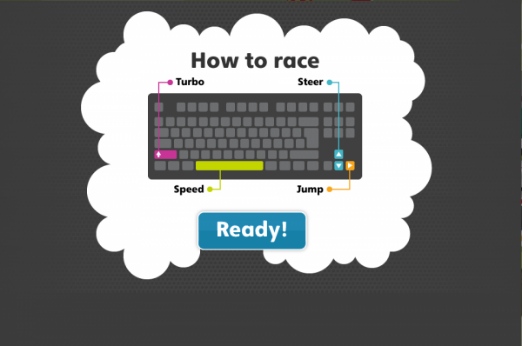 How to race
Turbo
Steer
Speed
Jump
Ready!